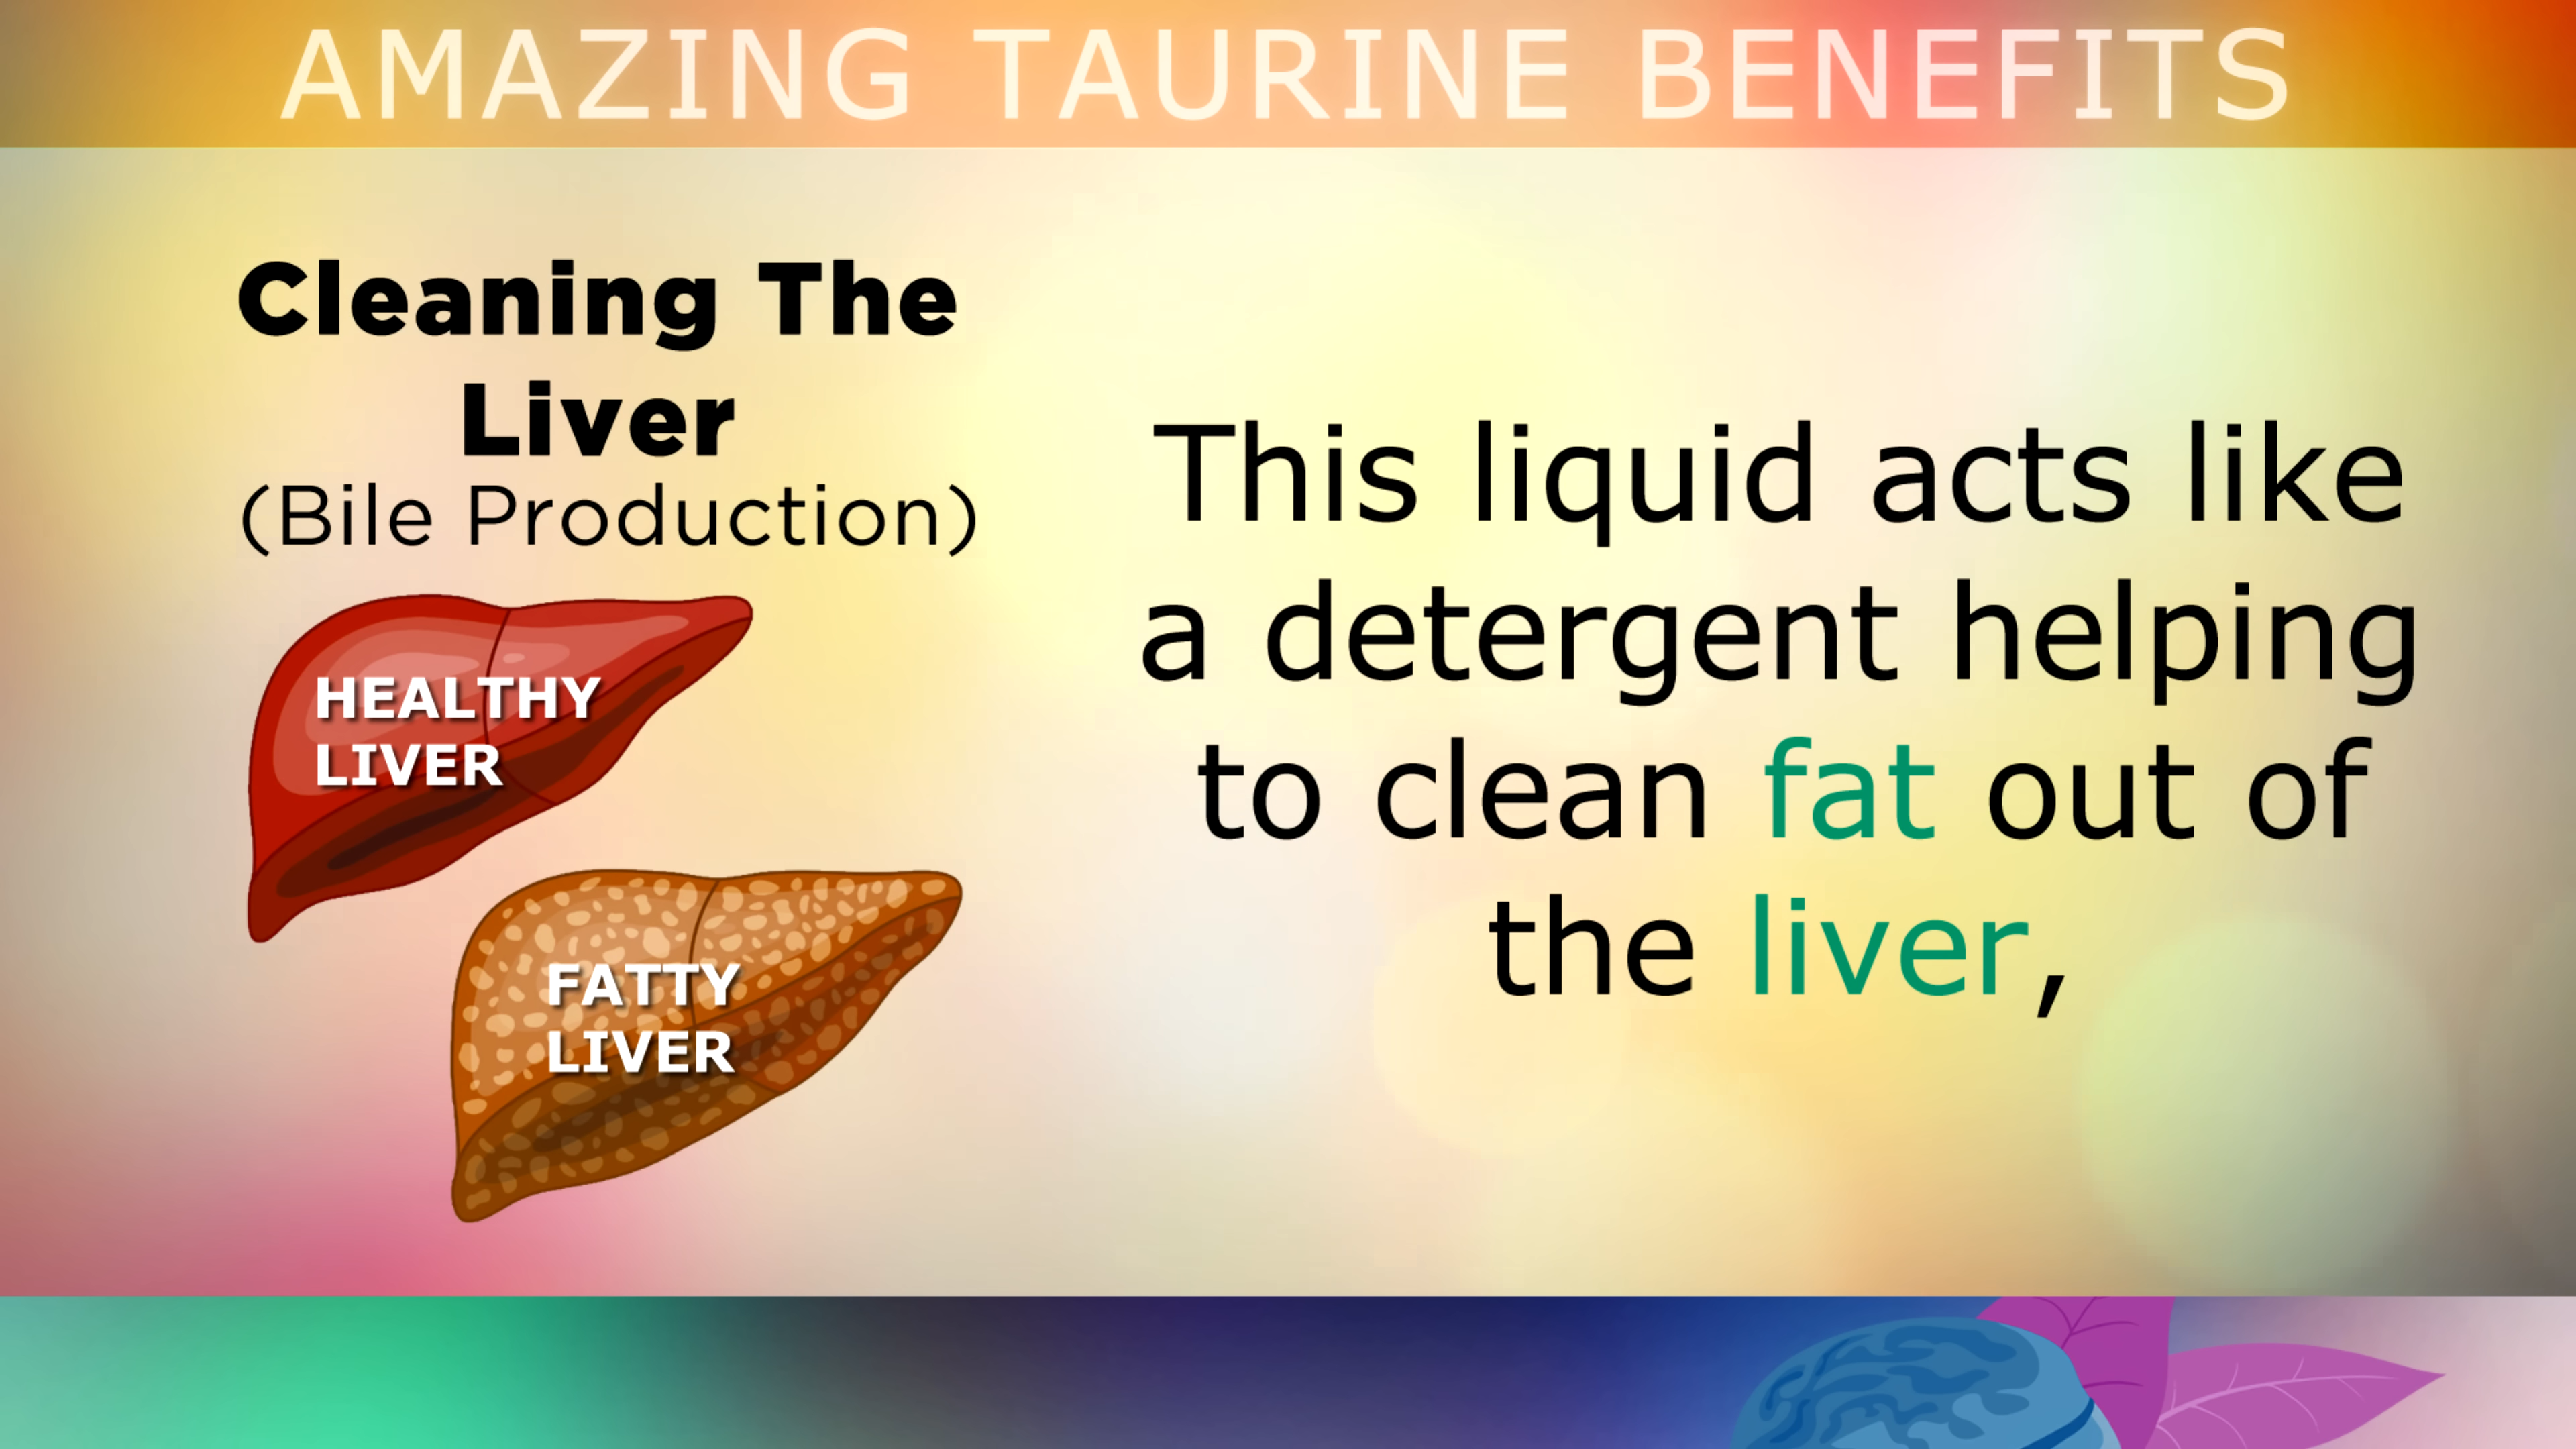 AMAZING TAURINE BENEFITS
Cleaning The
Liver
(Bile Production)
HEALTHY
LIVER
FATTY
LIVER
This liquid acts like
a detergent helping
to clean fat out of
the liver,